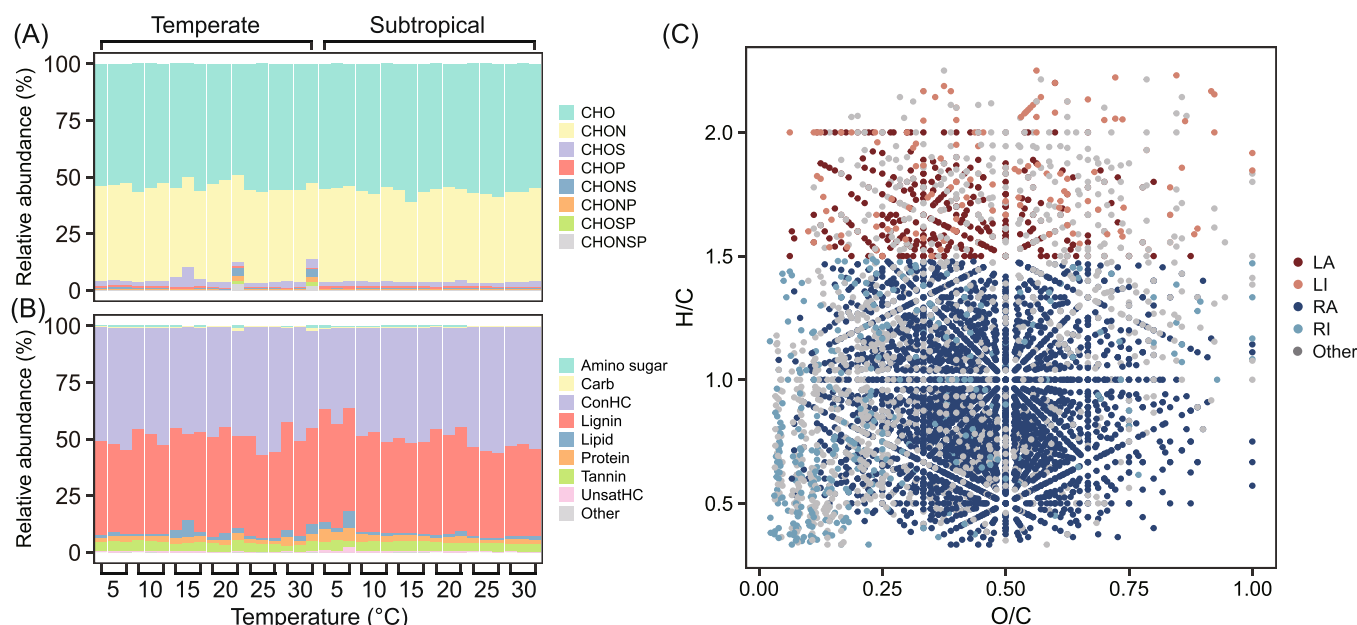 (A)
Temperate
Subtropical
Relative abundance (%)
100
75
50
25
0
CHO
CHON
CHOS
CHOP
CHONS
CHONP
CHOSP
CHONSP
(B)
Relative abundance (%)
100
75
50
25
0
Amino sugar
Carb
ConHC
Lignin
Lipid
Protein
Tannin
UnsatHC
Other
5 10 15 20 25 30 5 10 15 20 25 30
Temperature (°C)
(C)
H/C
2.0
1.5
1.0
0.5
0.00 0.25 0.50 0.75 1.00
O/C
LA
LI
RA
RI
Other